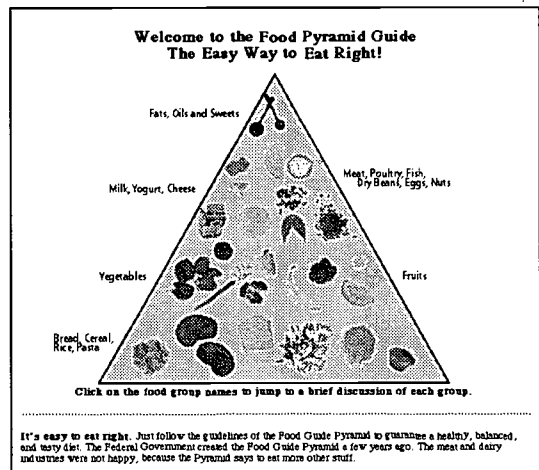 Welcome to the Food Pyramid Guide
The Easy Way to Eat Right!
Fats, Oils and Sweets
Meat, Poultry, Fish,
Dry Beans, Eggs, Nuts
Milk, Yogurt, Cheese
Vegetables
Fruits
Bread, Cereal,
Rice, Pasta
Click on the food group names to jump to a brief discussion of each group.
It's easy to eat right. Just follow the guidelines of the Food Guide Pyramid to guarantee a healthy, balanced,
and tasty diet. The Federal Government created the Food Guide Pyramid a few years ago. The meat and dairy
industries were not happy, because the Pyramid says to eat more other stuff.